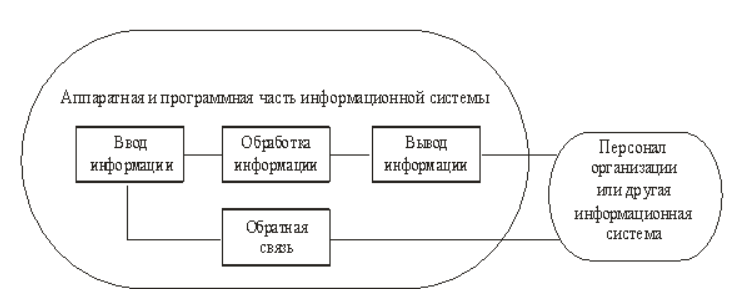 Аппаратная и программная часть информационной системы
Ввод
информации
Обработка
информации
Вывод
информации
Обратная
связь
Персонал
организации
или другая
информационная
система